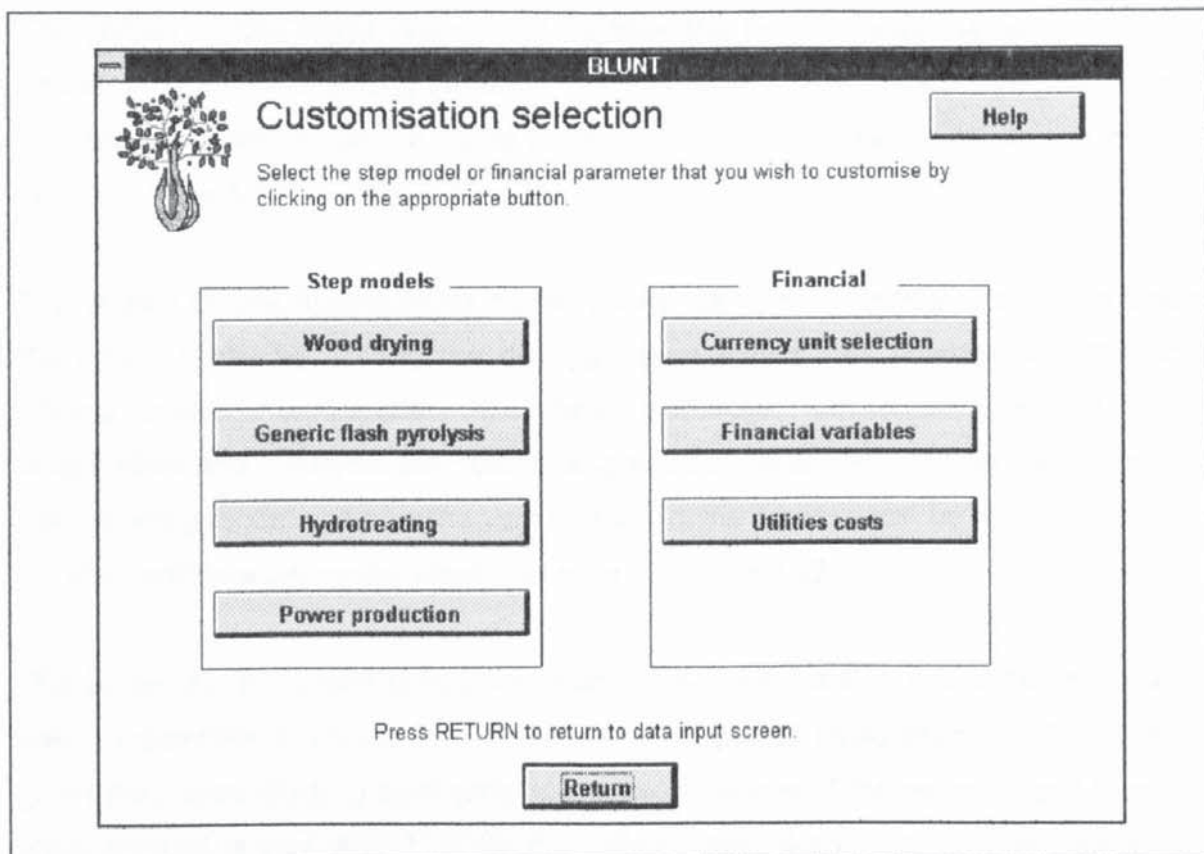 BLUNT
Customisation selection
Help
Select the step model or financial parameter that you wish to customise by
clicking on the appropriate button.
Step models
Wood drying
Generic flash pyrolysis
Hydrotreating
Power production
Financial
Currency unit selection
Financial variables
Utilities costs
Press RETURN to return to data input screen.
Return